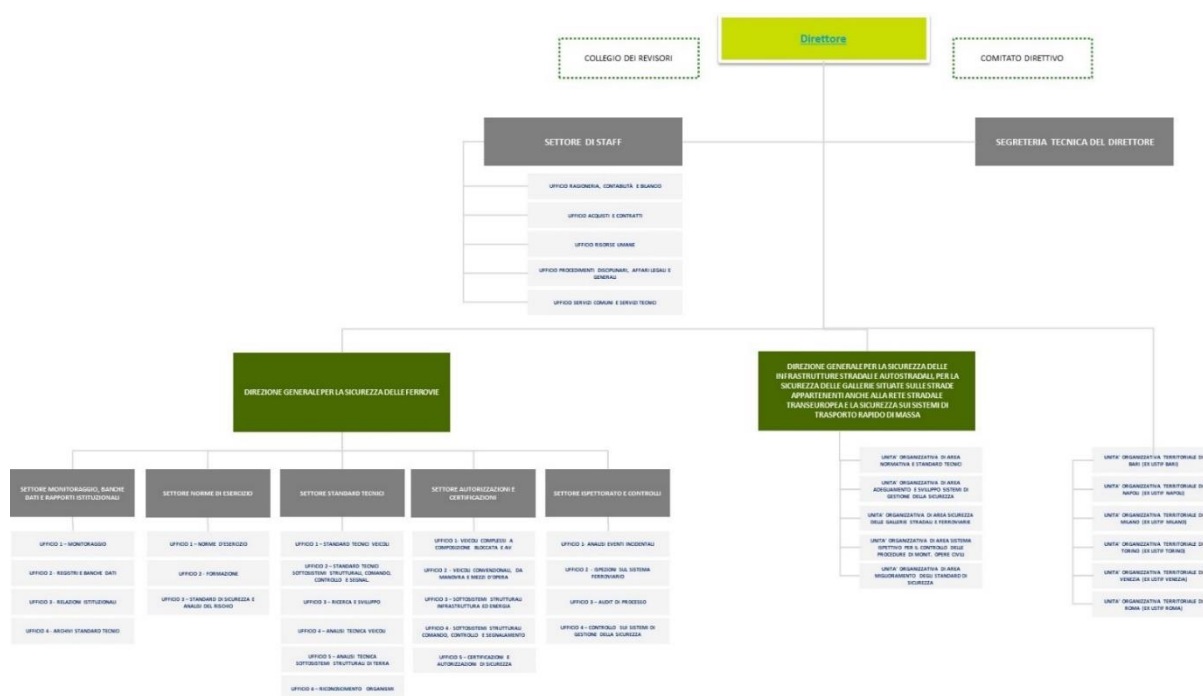 Direttore
COLLEGIO DEI REVISORI
COMITATO DIRETTIVO
SETTORE DI STAFF
SEGRETERIA TECNICA DEL DIRETTORE
UFFICIO RAGIONERIA, CONTABILITÀ E BILANCIO
UFFICIO ACQUISTI E CONTRATTI
UFFICIO RISORSE UMANE
UFFICIO PROCEDIMENTI DISCIPLINARI, AFFARI LEGALI E
GENERALI
UFFICIO SERVIZI COMUNI E SERVIZI TECNICI
DIREZIONE GENERALE PER LA SICUREZZA DELLE FERROVIE
DIREZIONE GENERALE PER LA SICUREZZA DELLE
INFRASTRUTTURE STRADALI E AUTOSTRADALI, PER LA
SICUREZZA DELLE GALLERIE SITUATE SULLE STRADE
APPARTENENTI ANCHE ALLA RETE STRADALE
TRANSEUROPEA E LA SICUREZZA SUI SISTEMI DI
TRASPORTO RAPIDO DI MASSA
SETTORE MONITORAGGIO, BANCHE
DATI E RAPPORTI ISTITUZIONALI
UFFICIO 1 – MONITORAGGIO
UFFICIO 2 - REGISTRI E BANCHE DATI
UFFICIO 3 - RELAZIONI ISTITUZIONALI
UFFICIO 4 - ARCHIVI STANDARD TECNICI
SETTORE NORME DI ESERCIZIO
UFFICIO 1 – NORME D'ESERCIZIO
UFFICIO 2 - FORMAZIONE
UFFICIO 3 – STANDARD DI SICUREZZA E
ANALISI DEL RISCHIO
SETTORE STANDARD TECNICI
UFFICIO 1 – STANDARD TECNICI VEICOLI
UFFICIO 2 – STANDARD TECNICI
SOTTOSISTEMI STRUTTURALI, COMANDO,
CONTROLLO E SEGNAL.
UFFICIO 3 – RICERCA E SVILUPPO
UFFICIO 4 – ANALISI TECNICA VEICOLI
UFFICIO 5 – ANALISI TECNICA
SOTTOSISTEMI STRUTTURALI DI TERRA
UFFICIO 6 – RICONOSCIMENTO ORGANISMI
SETTORE AUTORIZZAZIONI E
CERTIFICAZIONI
UFFICIO 1- VEICOLI COMPLESSI A
COMPOSIZIONE BLOCCATA E AV
UFFICIO 2 - VEICOLI CONVENZIONALI, DA
MANOVRA E MEZZI D'OPERA
UFFICIO 3 – SOTTOSISTEMI STRUTTURALI
INFRASTRUTTURA ED ENERGIA
UFFICIO 4 - SOTTOSISTEMI STRUTTURALI
COMANDO, CONTROLLO E SEGNALAMENTO
UFFICIO 5 – CERTIFICAZIONI E
AUTORIZZAZIONI DI SICUREZZA
SETTORE ISPETTORATO E CONTROLLI
UFFICIO 1- ANALISI EVENTI INCIDENTALI
UFFICIO 2 – ISPEZIONI SUL SISTEMA
FERROVIARIO
UFFICIO 3 – AUDIT DI PROCESSO
UFFICIO 4 – CONTROLLO SUI SISTEMI DI
GESTIONE DELLA SICUREZZA
UNITA' ORGANIZZATIVA DI AREA
NORMATIVA E STANDARD TECNICI
UNITA' ORGANIZZATIVA DI AREA
ADEGUAMENTO E SVILUPPO SISTEMI DI
GESTIONE DELLA SICUREZZA
UNITA' ORGANIZZATIVA DI AREA SICUREZZA
DELLE GALLERIE STRADALI E FERROVIARIE
UNITA' ORGANIZZATIVA DI AREA SISTEMA
ISPETTIVO PER IL CONTROLLO DELLE
PROCEDURE DI MONIT. OPERE CIVILI
UNITA' ORGANIZZATIVA DI AREA
MIGLIORAMENTO DEGLI STANDARD DI
SICUREZZA
UNITA' ORGANIZZATIVA TERRITORIALE DI
BARI (EX USTIF BARI)
UNITA' ORGANIZZATIVA TERRITORIALE DI
NAPOLI (EX USTIF NAPOLI)
UNITA' ORGANIZZATIVA TERRITORIALE DI
MILANO (EX USTIF MILANO)
UNITA' ORGANIZZATIVA TERRITORIALE DI
TORINO (EX USTIF TORINO)
UNITA' ORGANIZZATIVA TERRITORIALE DI
VENEZIA (EX USTIF VENEZIA)
UNITA' ORGANIZZATIVA TERRITORIALE DI
ROMA (EX USTIF ROMA)